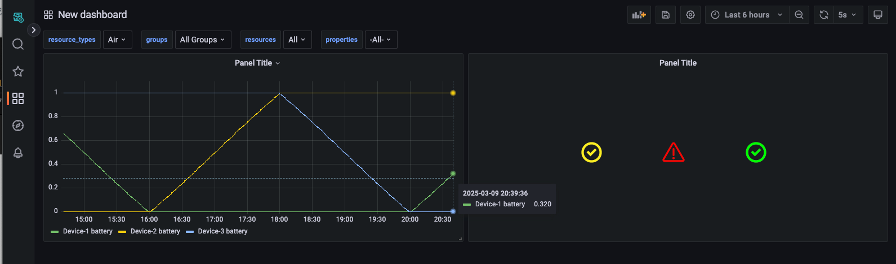 New dashboard
Last 6 hours
5s
resource_types Air groups All Groups resources All properties -All-
Panel Title
1
0.8
0.6
0.4
0.2
0
15:00 15:30 16:00 16:30 17:00 17:30 18:00 18:30 19:00 19:30 20:00 20:30
Device-1 battery Device-2 battery Device-3 battery
2025-03-09 20:39:36
Device-1 battery 0.320
Panel Title